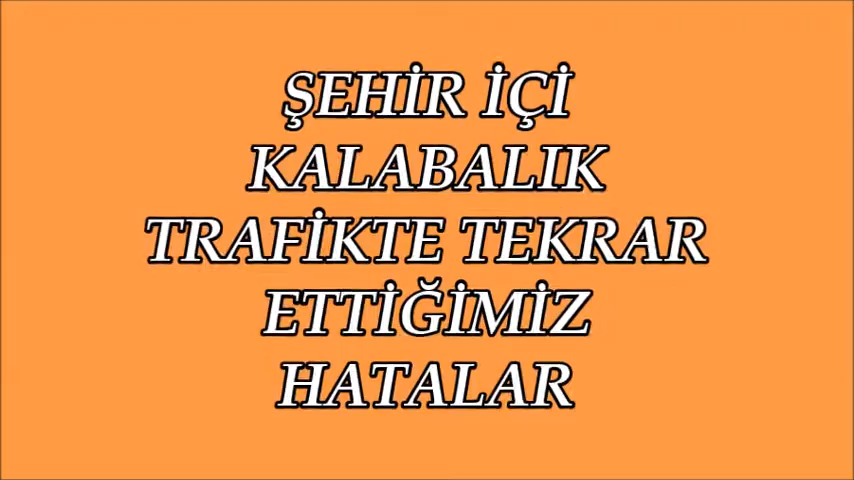 ŞEHİR İÇİ
KALABALIK
TRAFİKTE TEKRAR
ETTİĞİMİZ
HATALAR